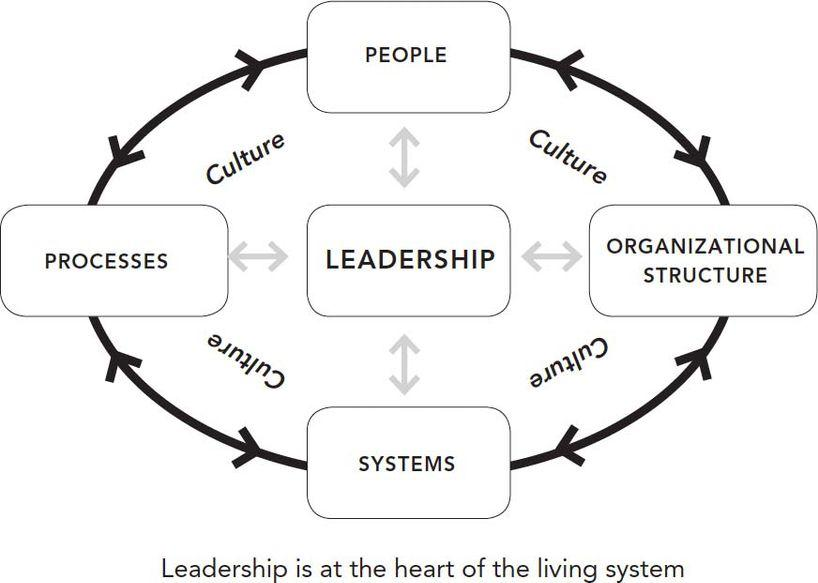 PEOPLE
Culture
Culture
PROCESSES
LEADERSHIP
ORGANIZATIONAL
STRUCTURE
Culture
Culture
SYSTEMS
Leadership is at the heart of the living system